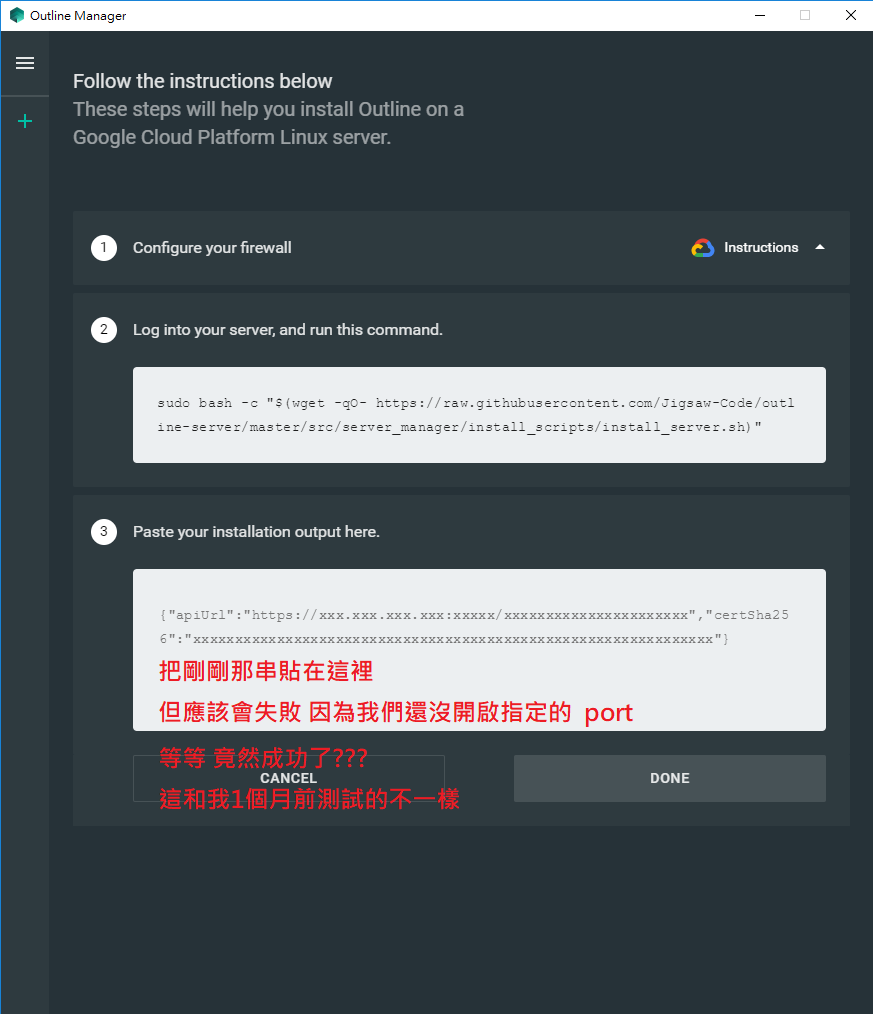 Outline Manager
Follow the instructions below
These steps will help you install Outline on a
Google Cloud Platform Linux server.
1 Configure your firewall Instructions
2 Log into your server, and run this command.
sudo bash -c "$(wget -qO- https://raw.githubusercontent.com/Jigsaw-Code/outl
ine-server/master/src/server_manager/install_scripts/install_server.sh)"
3 Paste your installation output here.
{"apiUrl":"https://xxx.xxx.xxx.xxx:xxxxx/xxxxxxxxxxxxxxxxxxxxxx","certSha25
6":"xxxxxxxxxxxxxxxxxxxxxxxxxxxxxxxxxxxxxxxxxxxxxxxxxxxxxxxxxxxxxx"}
把剛剛那串貼在這裡
但應該會失敗 因為我們還沒開啟指定的 port
等等 竟然成功了???
CANCEL DONE
這和我1個月前測試的不一樣